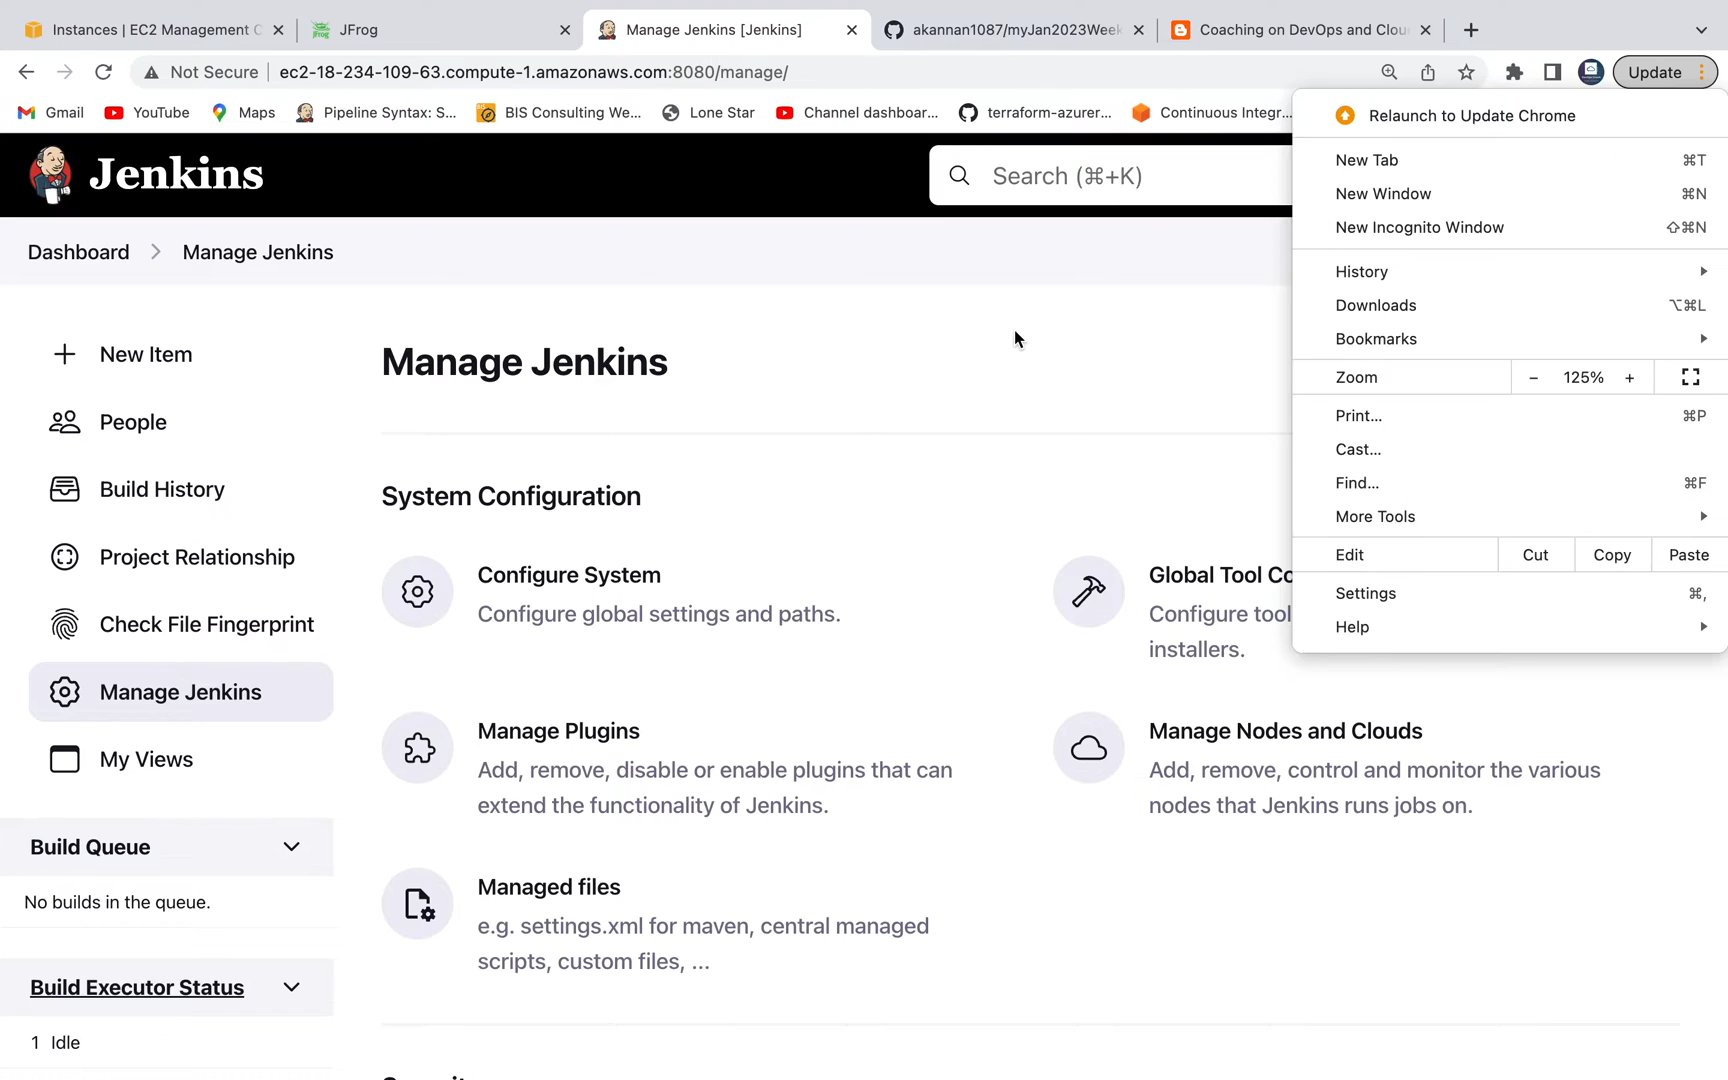 Instances | EC2 Management C
JFrog
Manage Jenkins [Jenkins]
akannan1087/myJan2023Week
Coaching on DevOps and Clou
Not Secure
ec2-18-234-109-63.compute-1.amazonaws.com:8080/manage/
Update
Gmail
YouTube
Maps
Pipeline Syntax: S...
BIS Consulting We...
Lone Star
Channel dashboar...
terraform-azurer...
Continuous Integr...
Relaunch to Update Chrome
New Tab ⌘T
New Window ⌘N
New Incognito Window ⇧⌘N
History
Downloads ⌥⌘L
Bookmarks
Zoom – 125% +
Print... ⌘P
Cast...
Find... ⌘F
More Tools
Edit Cut Copy Paste
Settings ⌘,
Help
Jenkins
Search (⌘+K)
Dashboard
Manage Jenkins
New Item
People
Build History
Project Relationship
Check File Fingerprint
Manage Jenkins
My Views
Build Queue
No builds in the queue.
Build Executor Status
1 Idle
Manage Jenkins
System Configuration
Configure System
Configure global settings and paths.
Global Tool Co
Configure tool
installers.
Manage Plugins
Add, remove, disable or enable plugins that can
extend the functionality of Jenkins.
Manage Nodes and Clouds
Add, remove, control and monitor the various
nodes that Jenkins runs jobs on.
Managed files
e.g. settings.xml for maven, central managed
scripts, custom files, ...